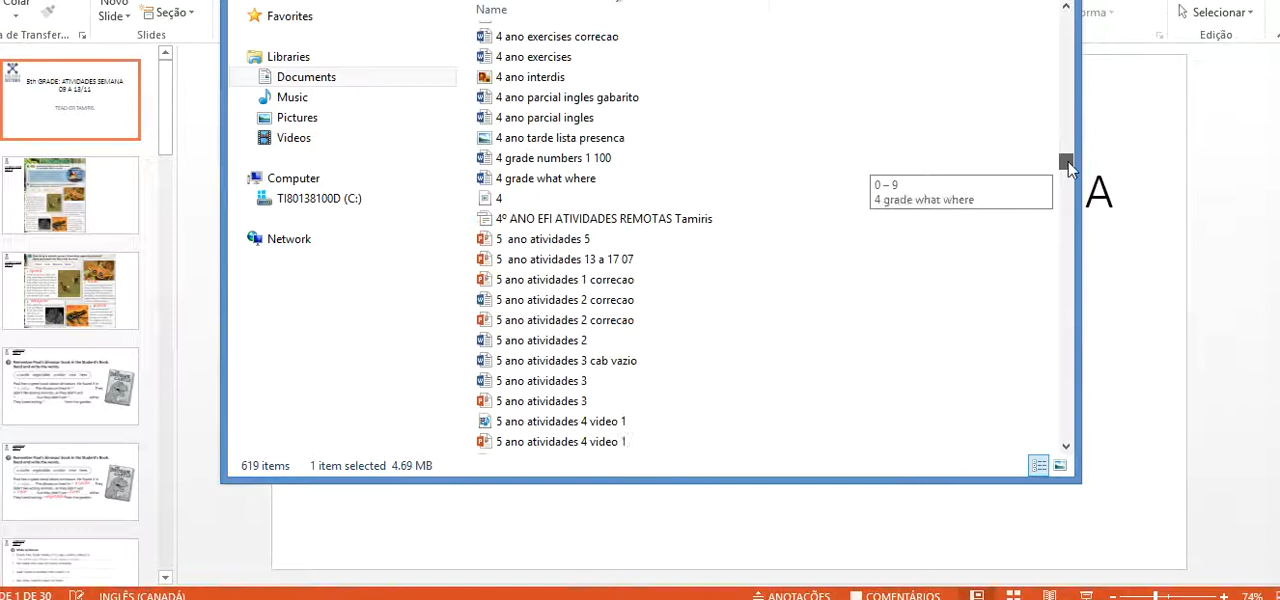 Colar
Novo
Slide
Seção
a de Transfer...
Slides
Selecionar
Edição
5th GRADE: ATIVIDADES SEMANA
09 A 13/11
TEACHER TAMIRIS
Favorites
Libraries
Documents
Music
Pictures
Videos
Computer
TI80138100D (C:)
Network
Name
4 ano exercises correcao
4 ano exercises
4 ano interdis
4 ano parcial ingles gabarito
4 ano parcial ingles
4 ano tarde lista presenca
4 grade numbers 1 100
4 grade what where
4
4º ANO EFI ATIVIDADES REMOTAS Tamiris
5 ano atividades 5
5 ano atividades 13 a 17 07
5 ano atividades 1 correcao
5 ano atividades 2 correcao
5 ano atividades 2 correcao
5 ano atividades 2
5 ano atividades 3 cab vazio
5 ano atividades 3
5 ano atividades 3
5 ano atividades 4 video 1
5 ano atividades 4 video 1
0 – 9
4 grade what where
A
619 items 1 item selected 4.69 MB
DE 1 DE 30 INGLÊS (CANADÁ) ANOTAÇÕES COMENTÁRIOS 74%